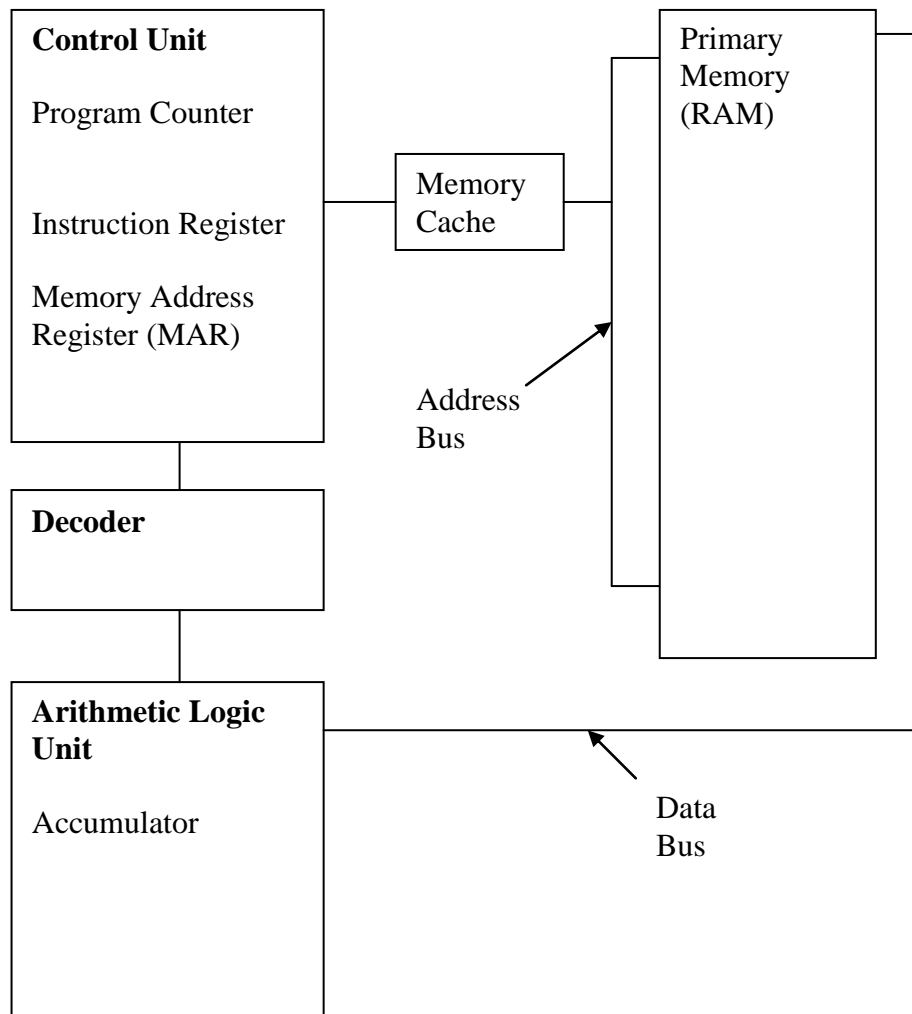 Control Unit
Program Counter
Instruction Register
Memory Address
Register (MAR)
Memory
Cache
Primary
Memory
(RAM)
Address
Bus
Decoder
Arithmetic Logic
Unit
Accumulator
Data
Bus